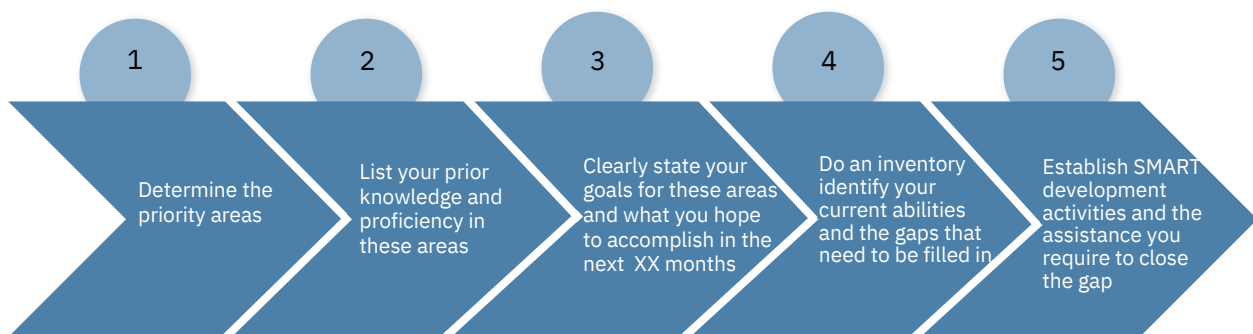 1
Determine the
priority areas
2
List your prior
knowledge and
proficiency in
these areas
3
Clearly state your
goals for these areas
and what you hope
to accomplish in the
next XX months
4
Do an inventory
identify your
current abilities
and the gaps that
need to be filled in
5
Establish SMART
development
activities and the
assistance you
require to close
the gap